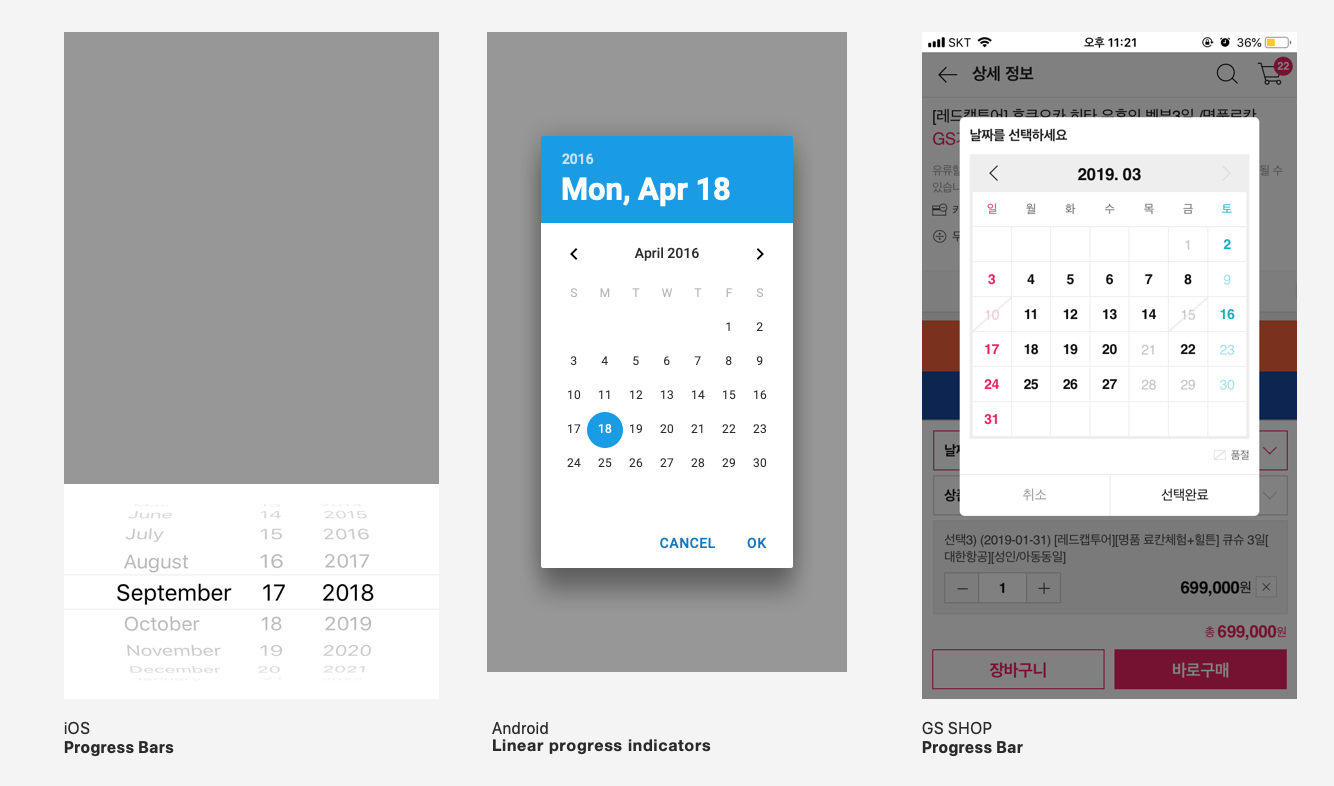 June 14 2015
July 15 2016
August 16 2017
September 17 2018
October 18 2019
November 19 2020
December 20 2021
iOS
Progress Bars
2016
Mon, Apr 18
April 2016
S M T W T F S
1 2
3 4 5 6 7 8 9
10 11 12 13 14 15 16
17 18 19 20 21 22 23
24 25 26 27 28 29 30
CANCEL OK
Android
Linear progress indicators
SKT 오후 11:21 36%
상세 정보 22
날짜를 선택하세요
2019. 03
일 월 화 수 목 금 토
1 2
3 4 5 6 7 8 9
10 11 12 13 14 15 16
17 18 19 20 21 22 23
24 25 26 27 28 29 30
31
품절
취소 선택완료
선택3) (2019-01-31) [레드캡투어][명품 료칸체험+힐튼] 큐슈 3일[
대한항공][성인/아동동일]
1 699,000원
총 699,000원
장바구니 바로구매
GS SHOP
Progress Bar